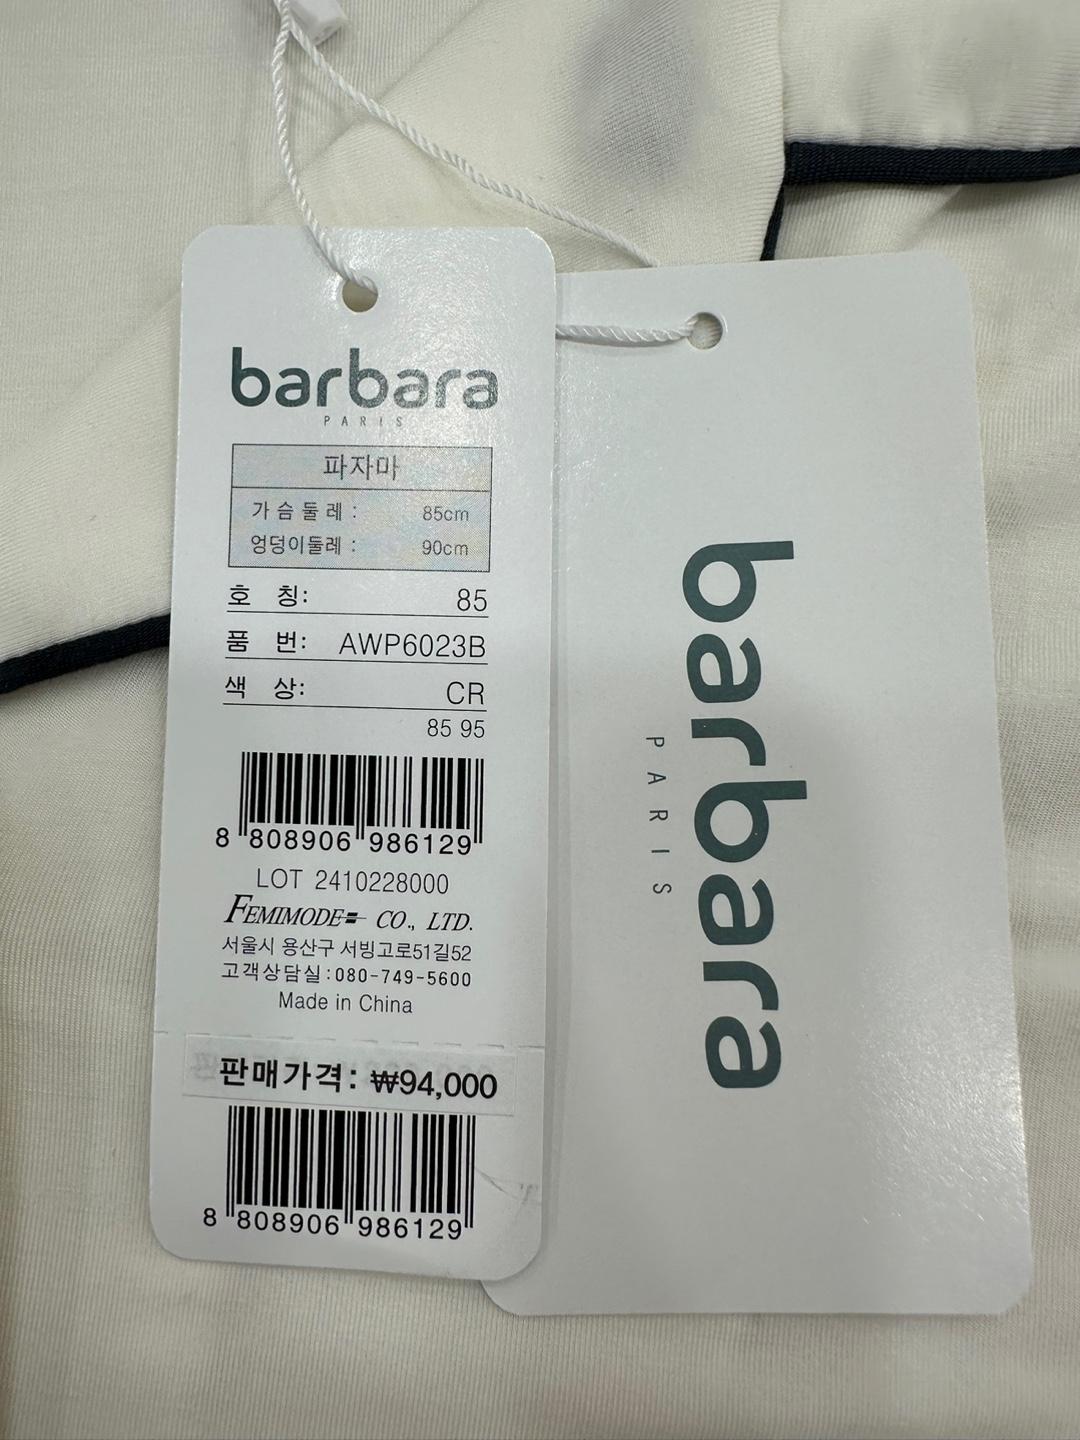 barbara
PARIS
파자마
가슴둘레 : 85cm
엉덩이둘레 : 90cm
호 칭: 85
품 번: AWP6023B
색 상: CR
85 95
8 808906 986129
LOT 2410228000
FEMIMODE CO., LTD.
서울시 용산구 서빙고로51길52
고객상담실:080-749-5600
Made in China
판매가격: ₩94,000
8 808906 986129
barbara
PARIS